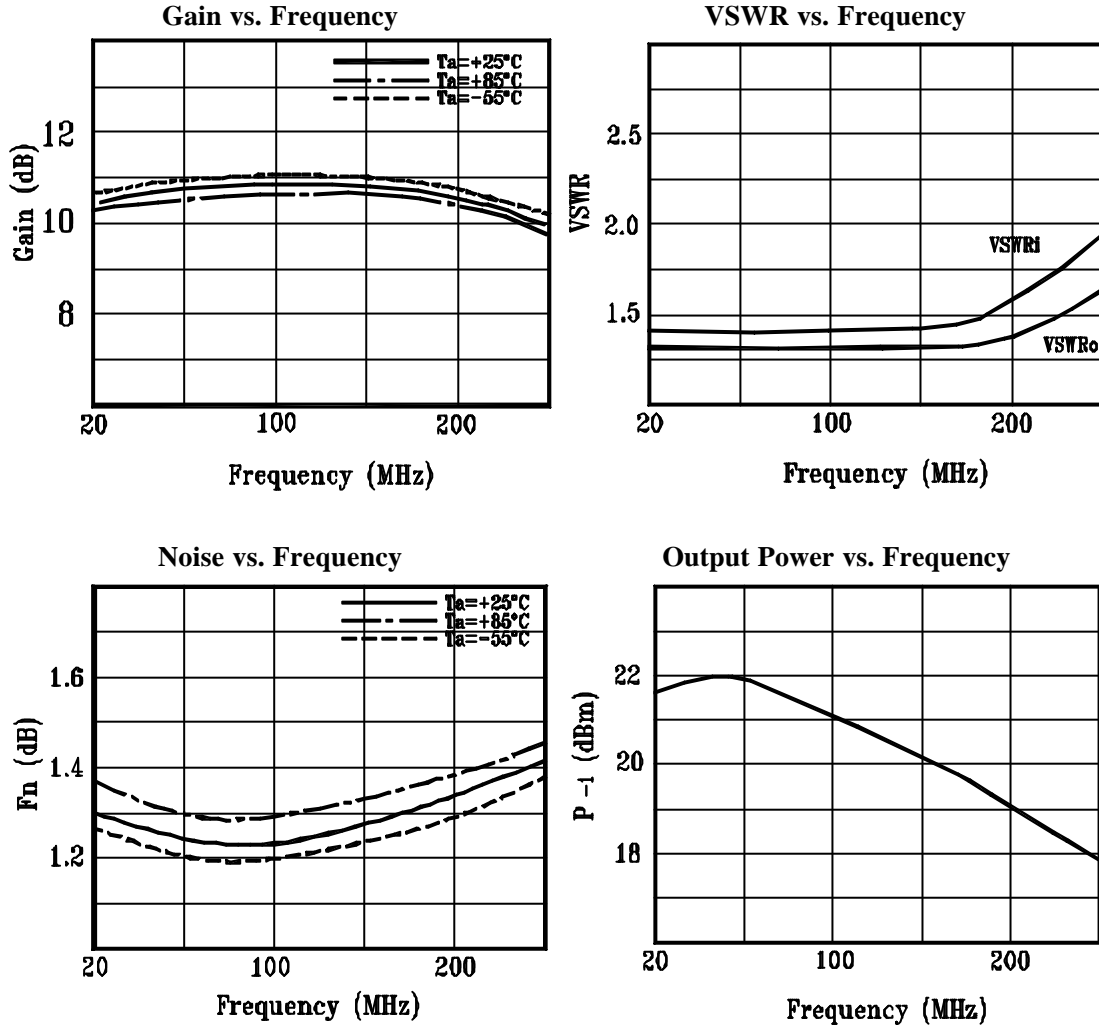 Gain vs. Frequency
Ta=+25°C
Ta=+85°C
Ta=-55°C
12
10
8
Gain (dB)
20 100 200
Frequency (MHz)
VSWR vs. Frequency
2.5
2.0
1.5
VSWR
VSWRi
VSWRo
20 100 200
Frequency (MHz)
Noise vs. Frequency
Ta=+25°C
Ta=+85°C
Ta=-55°C
1.6
1.4
1.2
Fn (dB)
20 100 200
Frequency (MHz)
Output Power vs. Frequency
22
20
18
P -1 (dBm)
20 100 200
Frequency (MHz)